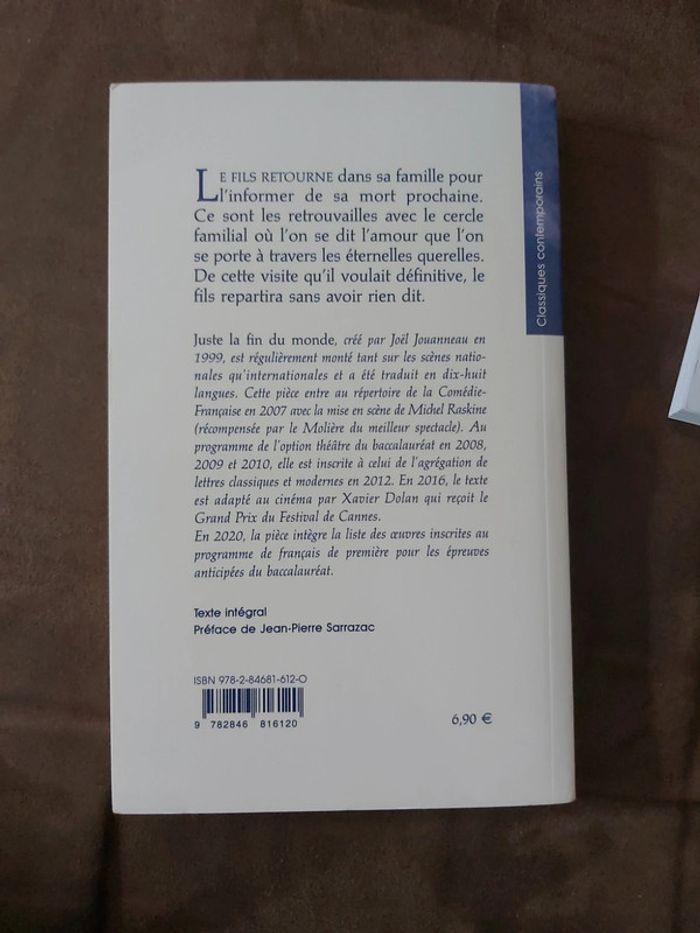 LE FILS RETOURNE dans sa famille pour
l'informer de sa mort prochaine.
Ce sont les retrouvailles avec le cercle
familial où l'on se dit l'amour que l'on
se porte à travers les éternelles querelles.
De cette visite qu'il voulait définitive, le
fils repartira sans avoir rien dit.
Juste la fin du monde, créé par Joël Jouanneau en
1999, est régulièrement monté tant sur les scènes natio-
nales qu'internationales et a été traduit en dix-huit
langues. Cette pièce entre au répertoire de la Comédie-
Française en 2007 avec la mise en scène de Michel Raskine
(récompensée par le Molière du meilleur spectacle). Au
programme de l'option théâtre du baccalauréat en 2008,
2009 et 2010, elle est inscrite à celui de l'agrégation de
lettres classiques et modernes en 2012. En 2016, le texte
est adapté au cinéma par Xavier Dolan qui reçoit le
Grand Prix du Festival de Cannes.
En 2020, la pièce intègre la liste des œuvres inscrites au
programme de français de première pour les épreuves
anticipées du baccalauréat.
Texte intégral
Préface de Jean-Pierre Sarrazac
ISBN 978-2-84681-612-0
9 782846 816120
6,90 €
Classiques contemporains